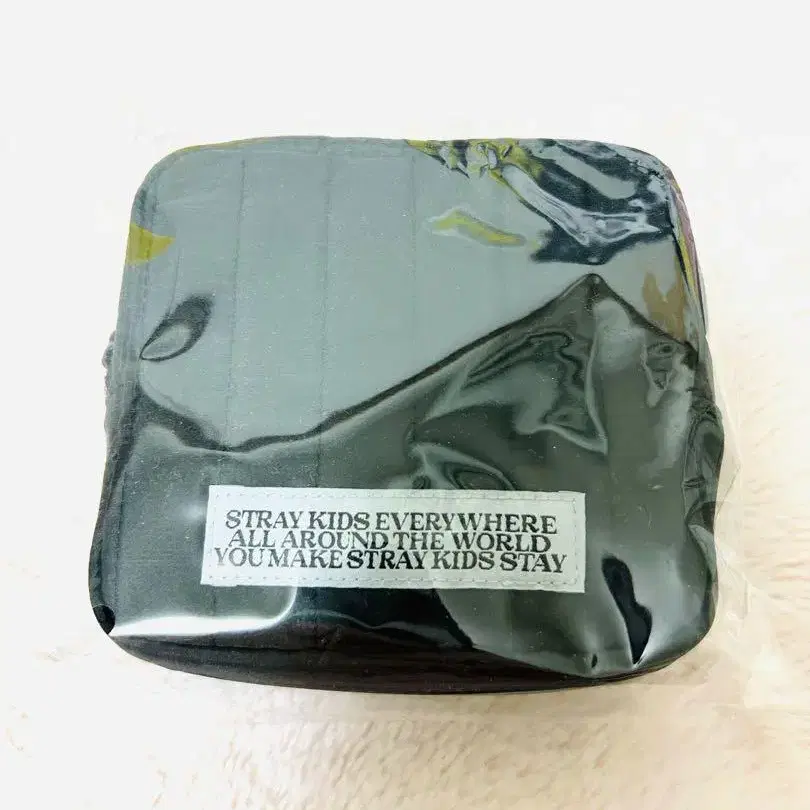 STRAY KIDS EVERYWHERE
ALL AROUND THE WORLD
YOU MAKE STRAY KIDS STAY